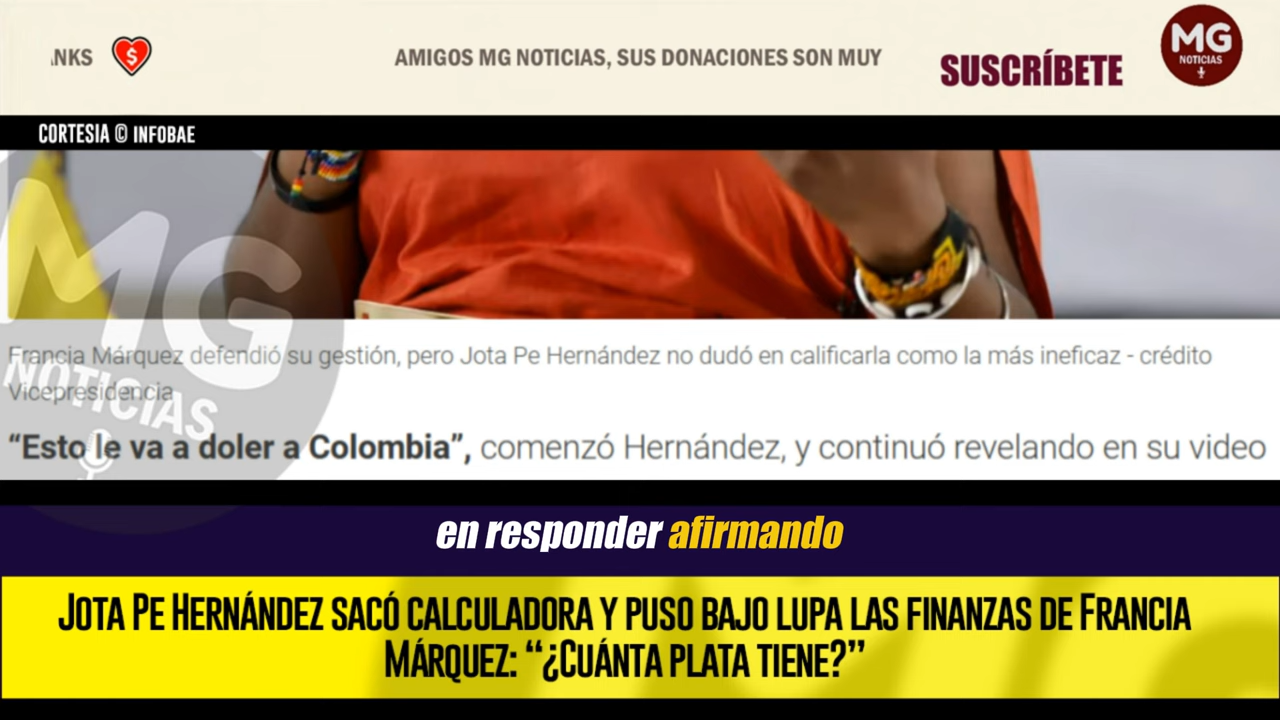 ANKS
AMIGOS MG NOTICIAS, SUS DONACIONES SON MUY
SUSCRÍBETE
MG
NOTICIAS
CORTESIA © INFOBAE
MG
NOTICIAS
Francia Márquez defendió su gestión, pero Jota Pe Hernández no dudó en calificarla como la más ineficaz - crédito
Vicepresidencia
“Esto le va a doler a Colombia”, comenzó Hernández, y continuó revelando en su video
en responder afirmando
JOTA PE HERNÁNDEZ SACÓ CALCULADORA Y PUSO BAJO LUPA LAS FINANZAS DE FRANCIA
MÁRQUEZ: “¿CUÁNTA PLATA TIENE?”